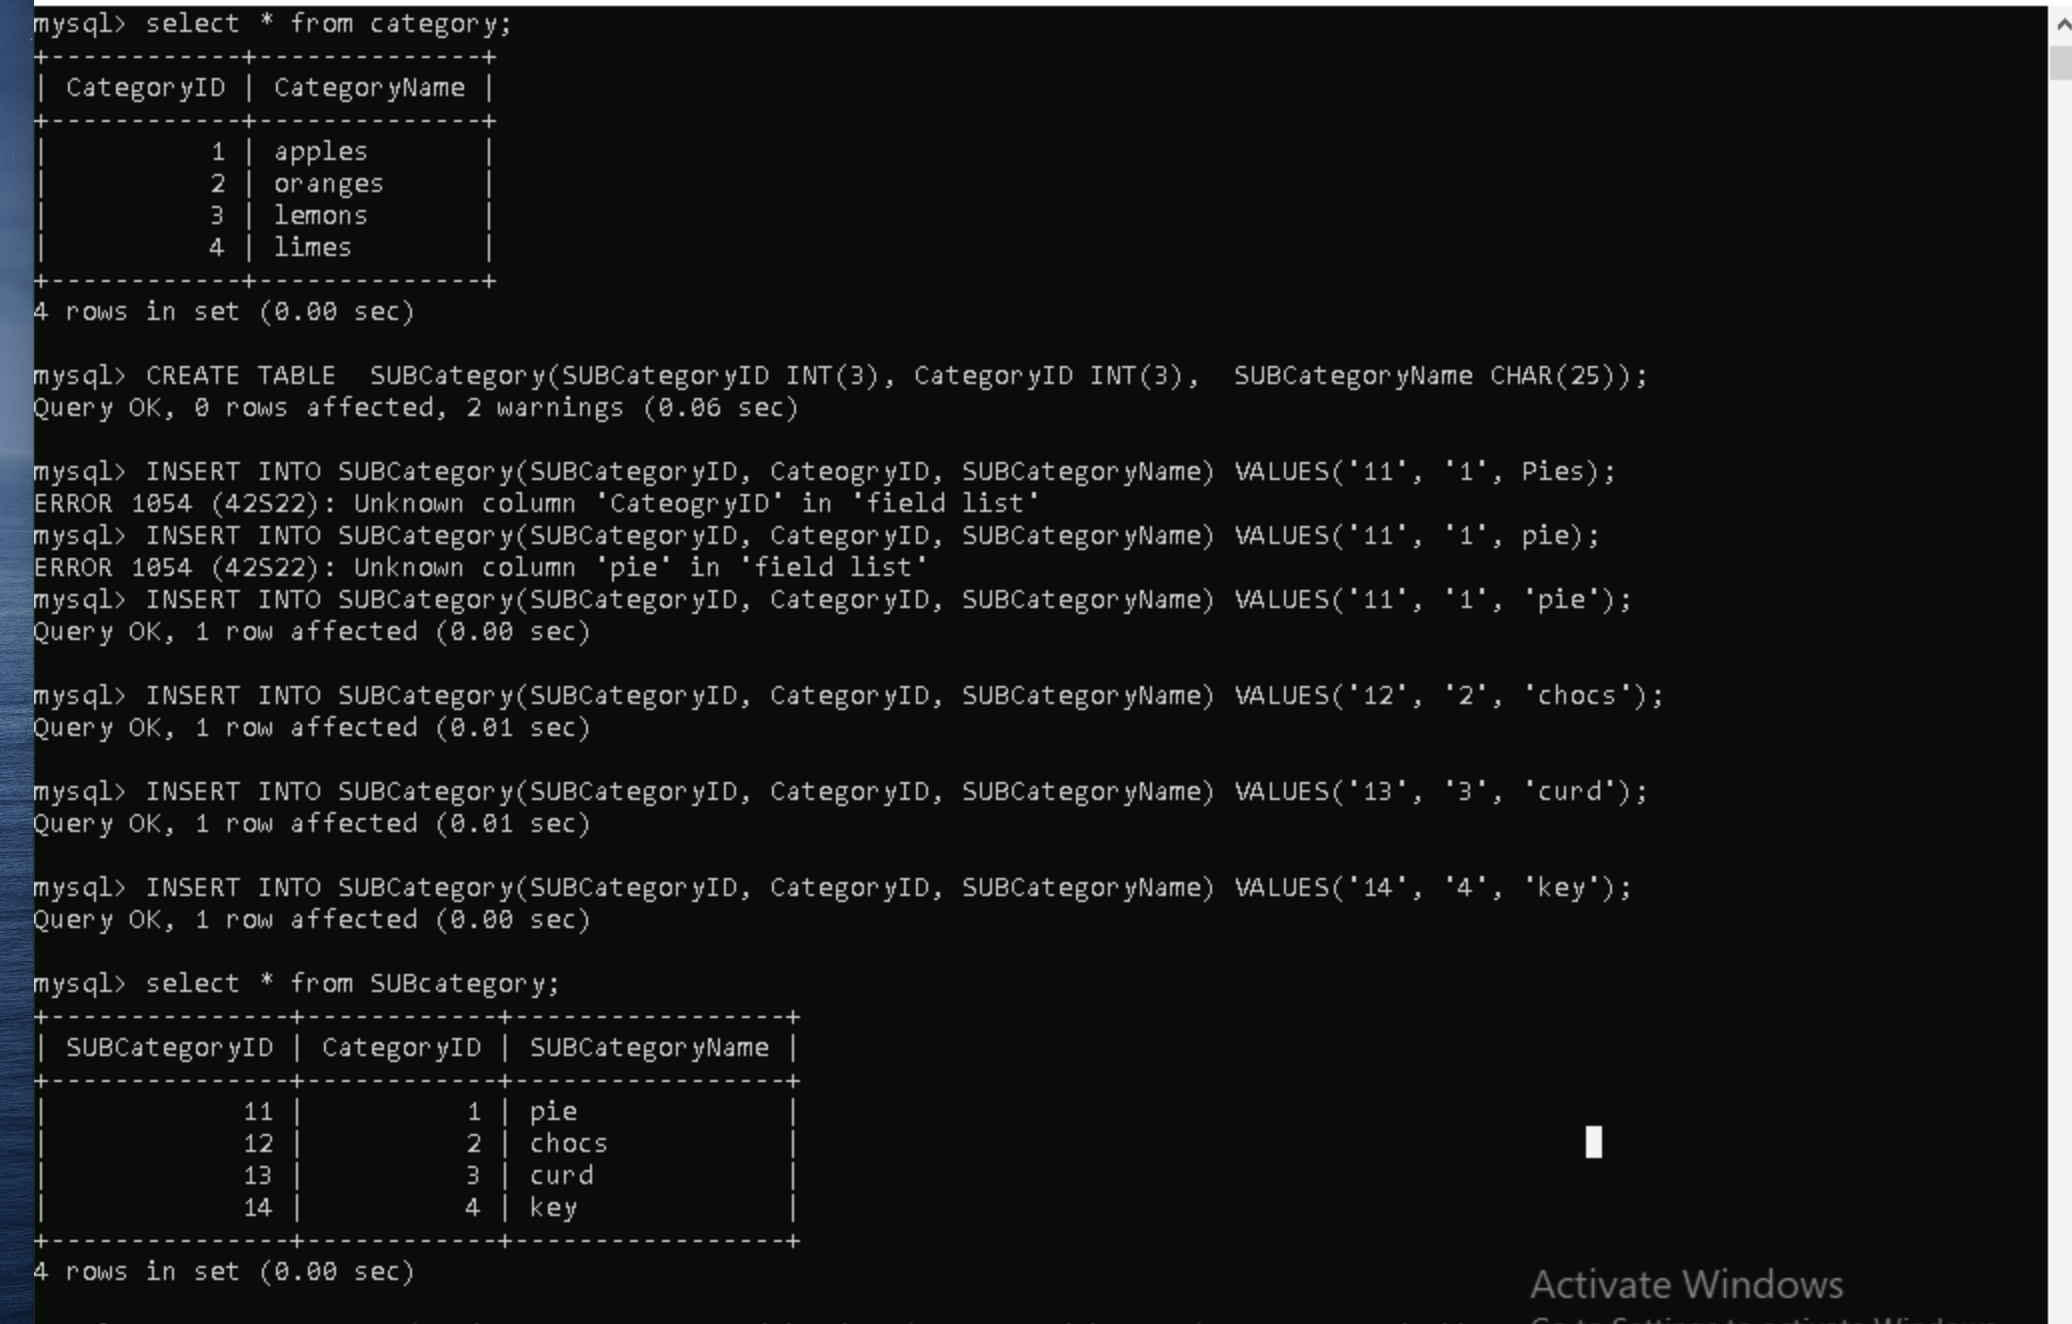 mysql> select * from category;
+------------+--------------+
| CategoryID | CategoryName |
+------------+--------------+
|          1 | apples       |
|          2 | oranges      |
|          3 | lemons       |
|          4 | limes        |
+------------+--------------+
4 rows in set (0.00 sec)
mysql> CREATE TABLE  SUBCategory(SUBCategoryID INT(3), CategoryID INT(3),  SUBCategoryName CHAR(25));
Query OK, 0 rows affected, 2 warnings (0.06 sec)
mysql> INSERT INTO SUBCategory(SUBCategoryID, CateogryID, SUBCategoryName) VALUES('11', '1', Pies);
ERROR 1054 (42S22): Unknown column 'CateogryID' in 'field list'
mysql> INSERT INTO SUBCategory(SUBCategoryID, CategoryID, SUBCategoryName) VALUES('11', '1', pie);
ERROR 1054 (42S22): Unknown column 'pie' in 'field list'
mysql> INSERT INTO SUBCategory(SUBCategoryID, CategoryID, SUBCategoryName) VALUES('11', '1', 'pie');
Query OK, 1 row affected (0.00 sec)
mysql> INSERT INTO SUBCategory(SUBCategoryID, CategoryID, SUBCategoryName) VALUES('12', '2', 'chocs');
Query OK, 1 row affected (0.01 sec)
mysql> INSERT INTO SUBCategory(SUBCategoryID, CategoryID, SUBCategoryName) VALUES('13', '3', 'curd');
Query OK, 1 row affected (0.01 sec)
mysql> INSERT INTO SUBCategory(SUBCategoryID, CategoryID, SUBCategoryName) VALUES('14', '4', 'key');
Query OK, 1 row affected (0.00 sec)
mysql> select * from SUBcategory;
+---------------+------------+-----------------+
| SUBCategoryID | CategoryID | SUBCategoryName |
+---------------+------------+-----------------+
|            11 |          1 | pie             |
|            12 |          2 | chocs           |
|            13 |          3 | curd            |
|            14 |          4 | key             |
+---------------+------------+-----------------+
4 rows in set (0.00 sec)
Activate Windows